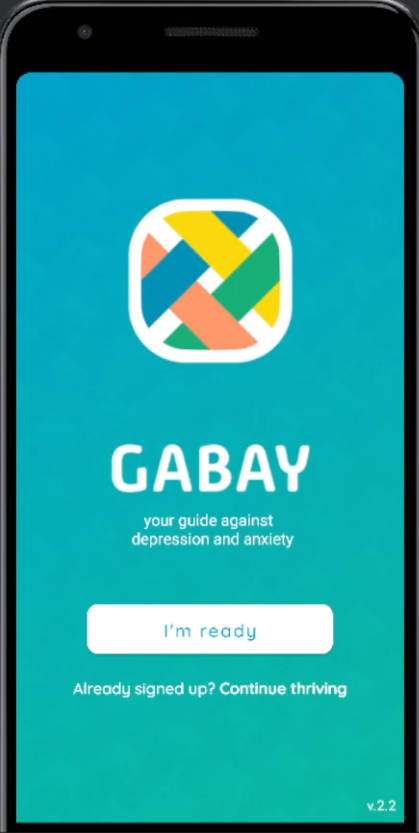 GABAY
your guide against
depression and anxiety
I'm ready
Already signed up? Continue thriving
v.2.2